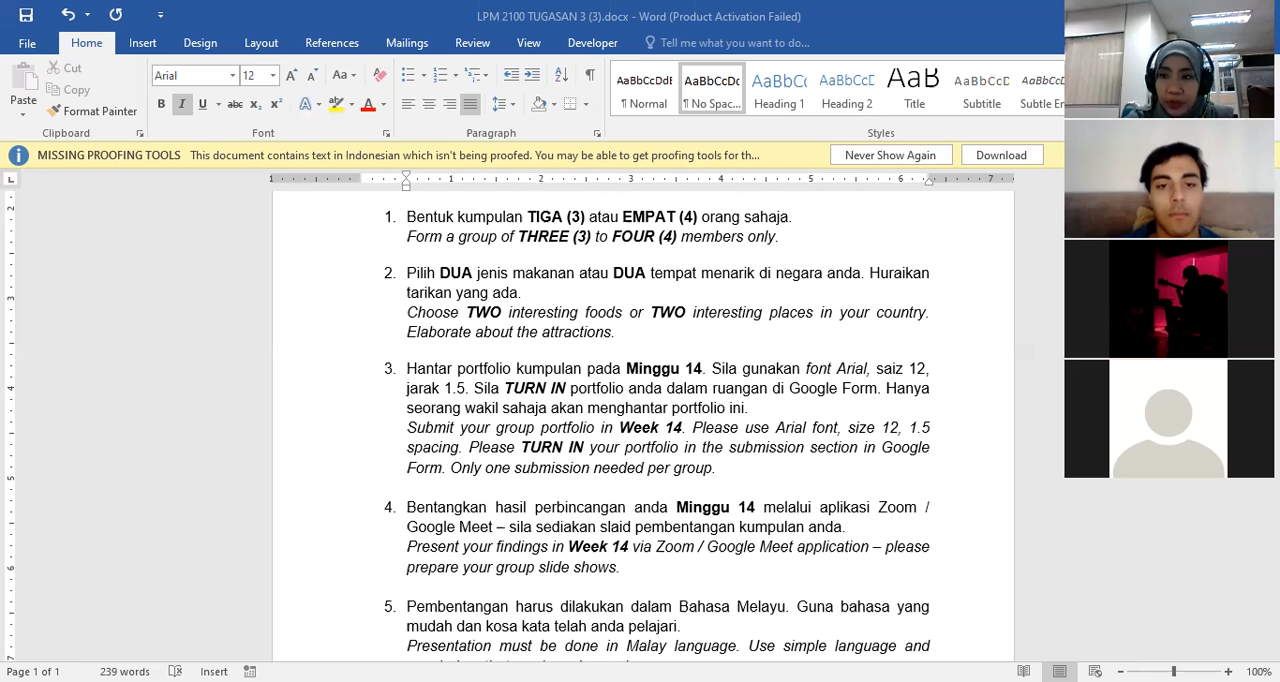 LPM 2100 TUGASAN 3 (3).docx - Word (Product Activation Failed)
File Home Insert Design Layout References Mailings Review View Developer Tell me what you want to do...
Cut
Copy
Paste
Format Painter
Clipboard
Arial 12
Font
Paragraph
AaBbCcDdE AaBbCcDc AaBbCc AaBbCcD AaB AaBbCcD AaBbCcDc
¶ Normal ¶ No Spac... Heading 1 Heading 2 Title Subtitle Subtle Em
Styles
MISSING PROOFING TOOLS This document contains text in Indonesian which isn't being proofed. You may be able to get proofing tools for th... Never Show Again Download
1 1 2 3 4 5 6 7
1. Bentuk kumpulan TIGA (3) atau EMPAT (4) orang sahaja.
Form a group of THREE (3) to FOUR (4) members only.
2. Pilih DUA jenis makanan atau DUA tempat menarik di negara anda. Huraikan
tarikan yang ada.
Choose TWO interesting foods or TWO interesting places in your country.
Elaborate about the attractions.
3. Hantar portfolio kumpulan pada Minggu 14. Sila gunakan font Arial, saiz 12,
jarak 1.5. Sila TURN IN portfolio anda dalam ruangan di Google Form. Hanya
seorang wakil sahaja akan menghantar portfolio ini.
Submit your group portfolio in Week 14. Please use Arial font, size 12, 1.5
spacing. Please TURN IN your portfolio in the submission section in Google
Form. Only one submission needed per group.
4. Bentangkan hasil perbincangan anda Minggu 14 melalui aplikasi Zoom /
Google Meet – sila sediakan slaid pembentangan kumpulan anda.
Present your findings in Week 14 via Zoom / Google Meet application – please
prepare your group slide shows.
5. Pembentangan harus dilakukan dalam Bahasa Melayu. Guna bahasa yang
mudah dan kosa kata telah anda pelajari.
Presentation must be done in Malay language. Use simple language and
Page 1 of 1 239 words Insert 100%